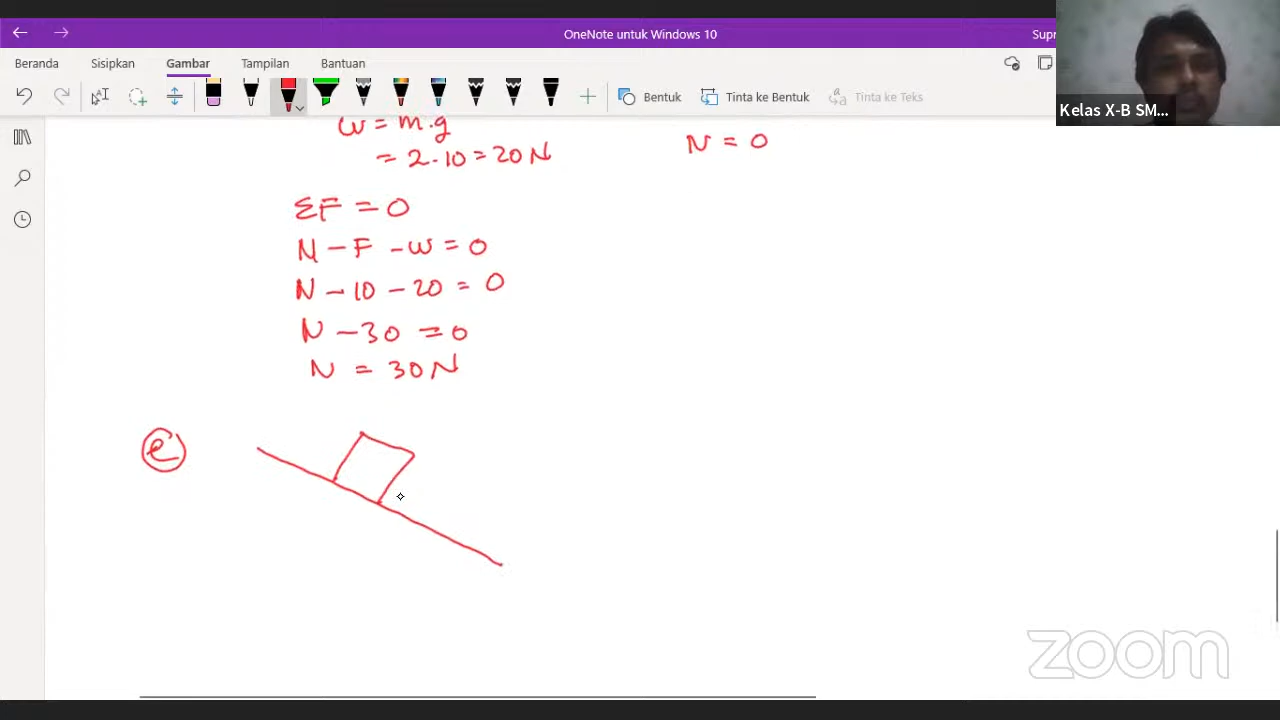 OneNote untuk Windows 10
Supr
Beranda Sisipkan Gambar Tampilan Bantuan
Bentuk Tinta ke Bentuk Tinta ke Teks
Kelas X-B SM...
W = m.g
= 2.10 = 20 N
N = 0
ΣF = 0
N - F - W = 0
N - 10 - 20 = 0
N - 30 = 0
N = 30 N
e
zoom